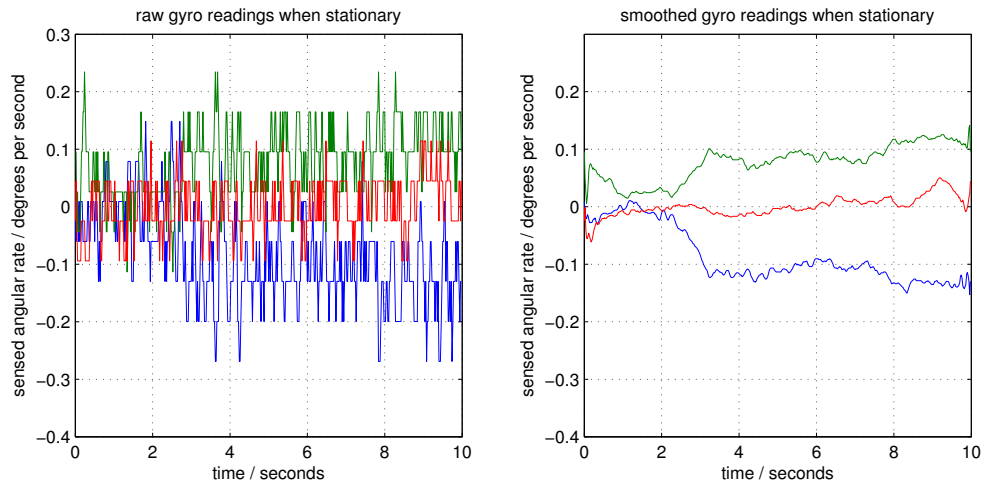 raw gyro readings when stationary
sensed angular rate / degrees per second
0.3
0.2
0.1
0
−0.1
−0.2
−0.3
−0.4
0 2 4 6 8 10
time / seconds
smoothed gyro readings when stationary
sensed angular rate / degrees per second
0.2
0.1
0
−0.1
−0.2
−0.3
−0.4
0 2 4 6 8 10
time / seconds